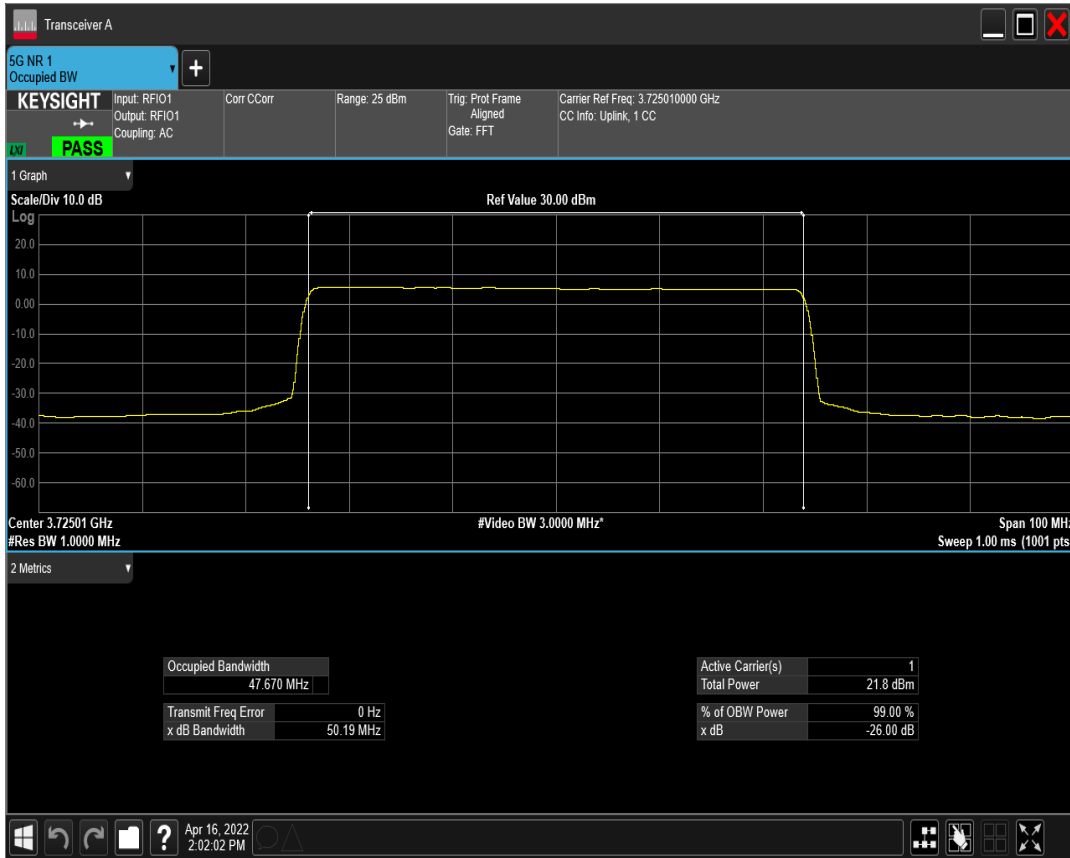 Transceiver A
5G NR 1
Occupied BW
KEYSIGHT
LXI
PASS
Input: RFIO1
Output: RFIO1
Coupling: AC
Corr CCorr
Range: 25 dBm
Trig: Prot Frame
Aligned
Gate: FFT
Carrier Ref Freq: 3.725010000 GHz
CC Info: Uplink, 1 CC
1 Graph
Scale/Div 10.0 dB
Ref Value 30.00 dBm
Log
20.0
10.0
0.00
-10.0
-20.0
-30.0
-40.0
-50.0
-60.0
Center 3.72501 GHz
#Video BW 3.0000 MHz*
Span 100 MHz
#Res BW 1.0000 MHz
Sweep 1.00 ms (1001 pts
2 Metrics
Occupied Bandwidth
47.670 MHz
Transmit Freq Error 0 Hz
x dB Bandwidth 50.19 MHz
Active Carrier(s) 1
Total Power 21.8 dBm
% of OBW Power 99.00 %
x dB -26.00 dB
?
Apr 16, 2022
2:02:02 PM